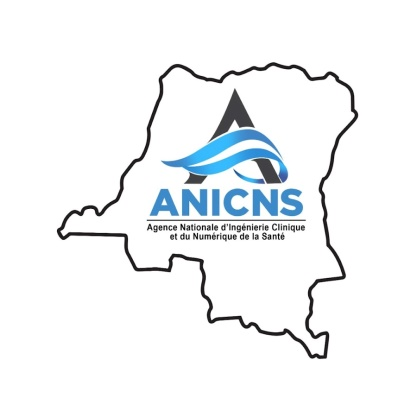 ANICNS
Agence Nationale d'Ingénierie Clinique
et du Numérique de la Santé